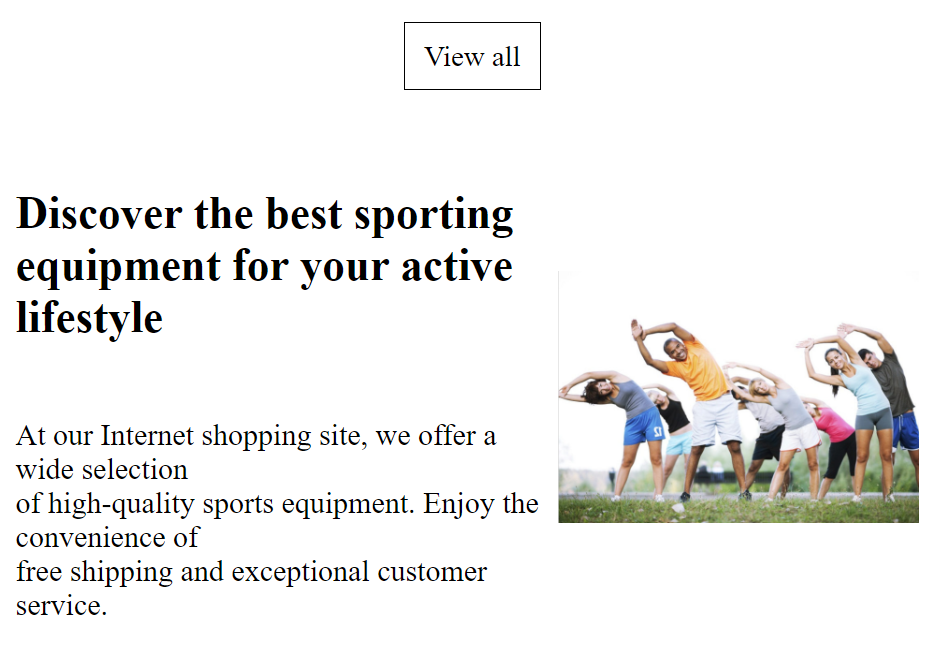 View all
Discover the best sporting
equipment for your active
lifestyle
At our Internet shopping site, we offer a
wide selection
of high-quality sports equipment. Enjoy the
convenience of
free shipping and exceptional customer
service.